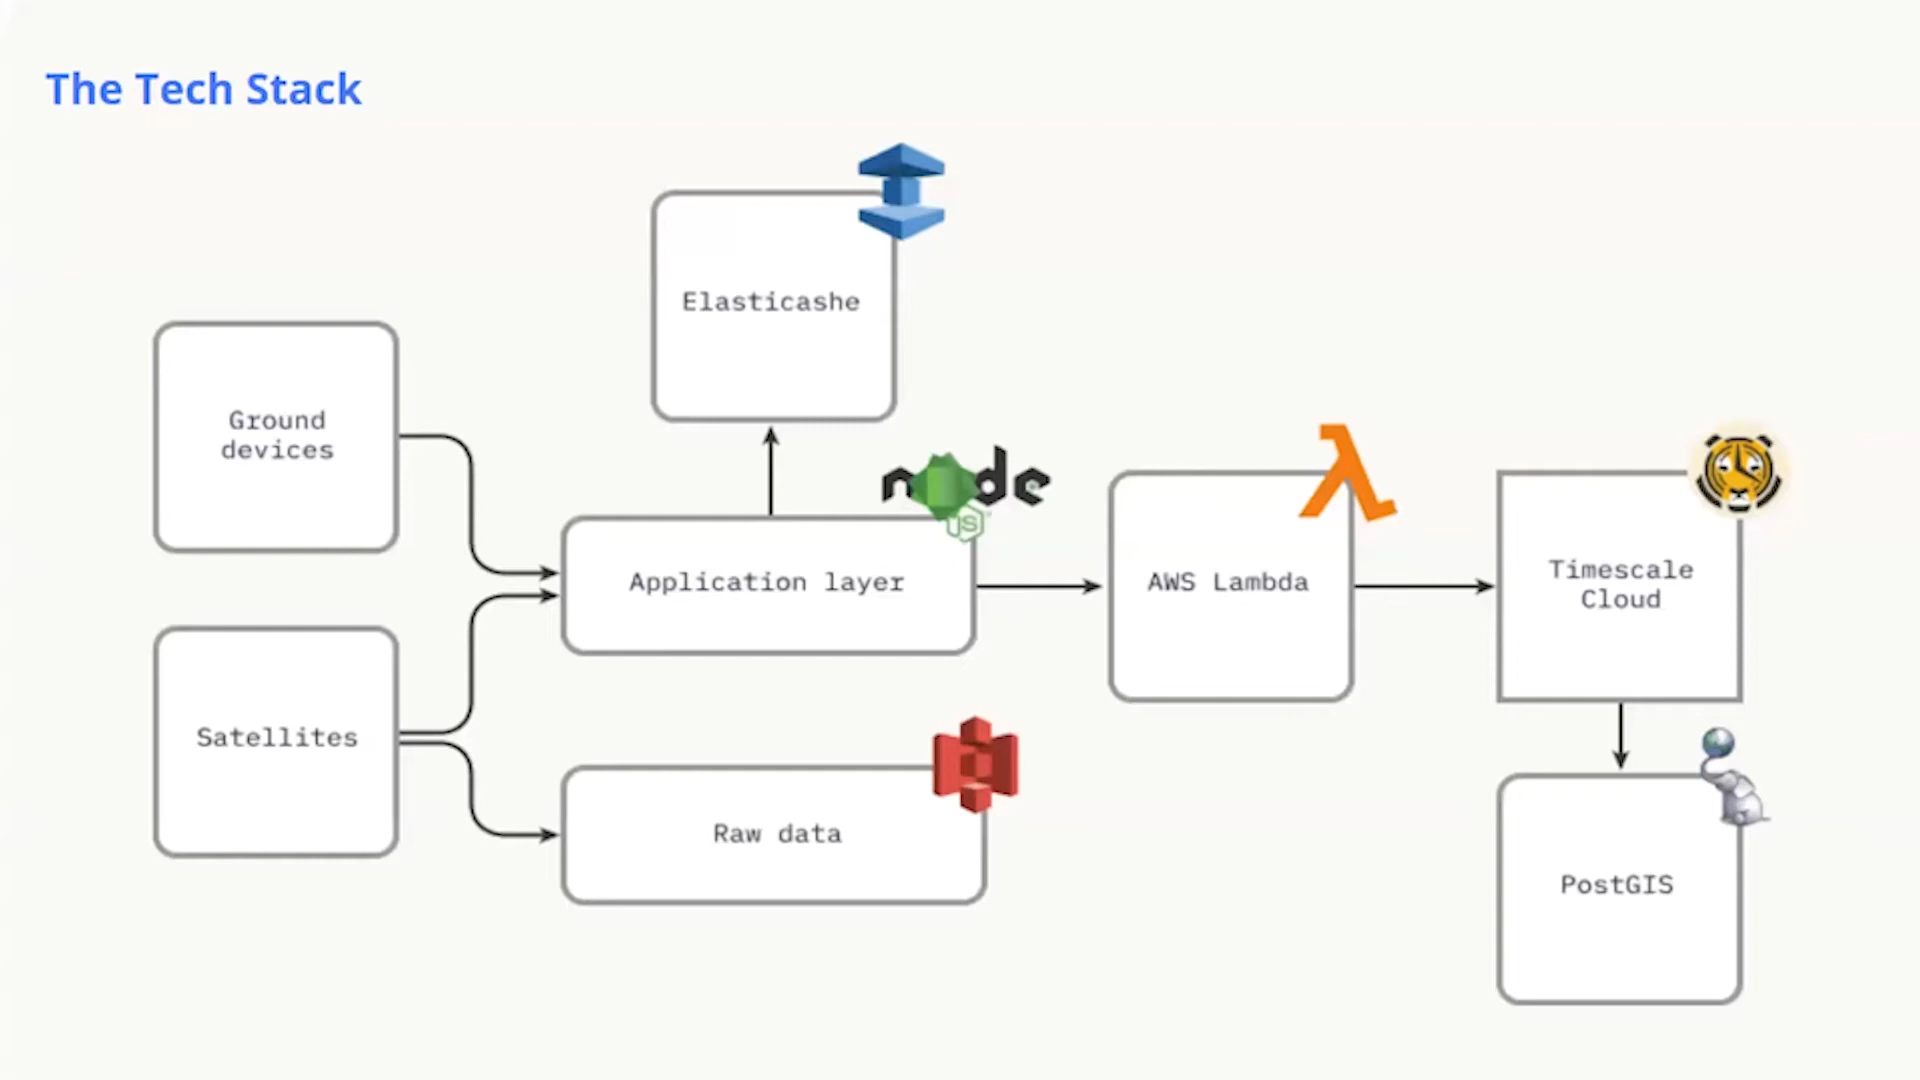 The Tech Stack
Elasticashe
Ground
devices
node
JS
Application layer
AWS Lambda
Timescale
Cloud
Satellites
Raw data
PostGIS